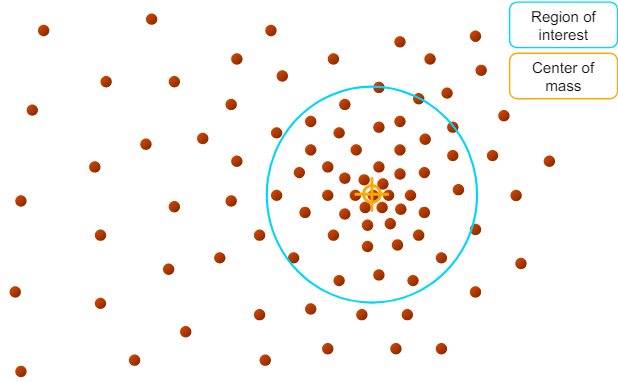 Region of
interest
Center of
mass